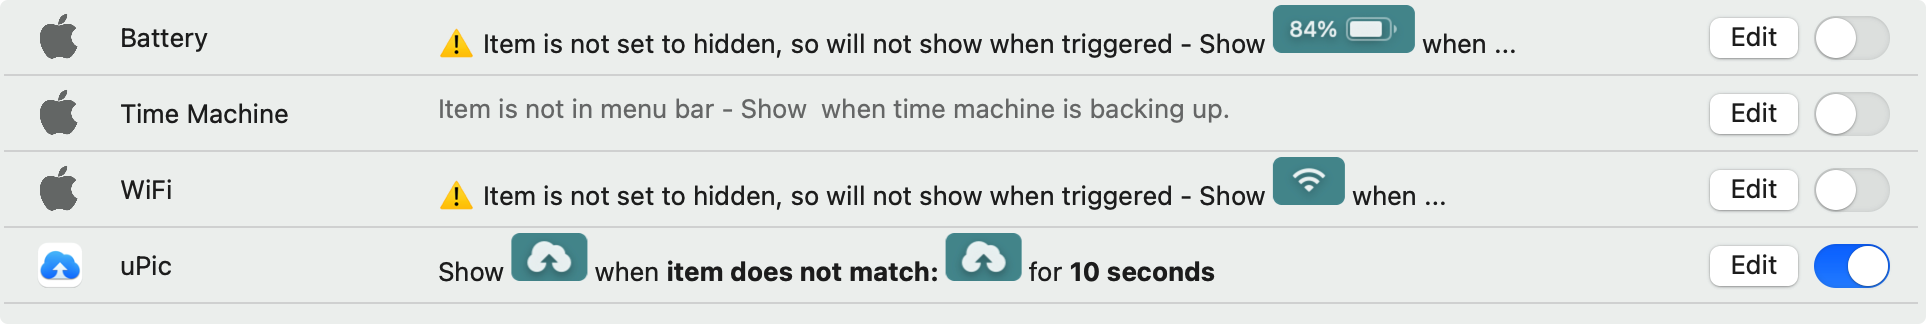 Battery ⚠️ Item is not set to hidden, so will not show when triggered - Show 84% when ... Edit
Time Machine Item is not in menu bar - Show  when time machine is backing up. Edit
WiFi ⚠️ Item is not set to hidden, so will not show when triggered - Show when ... Edit
uPic Show when item does not match: for 10 seconds Edit